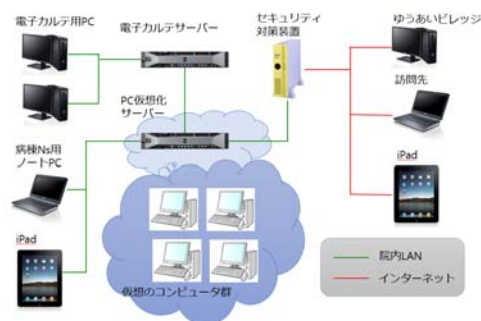 電子カルテ用PC
電子カルテサーバー
セキュリティ
対策装置
ゆうあいビレッジ
PC仮想化
サーバー
訪問先
病棟Ns用
ノートPC
iPad
iPad
仮想のコンピュータ群
院内LAN
インターネット